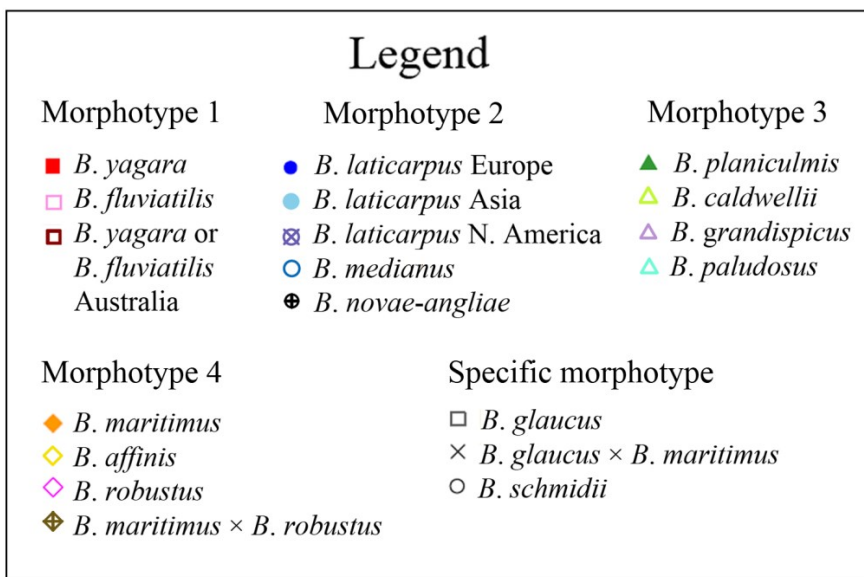 Legend
Morphotype 1
B. yagara
B. fluviatilis
B. yagara or
B. fluviatilis
Australia
Morphotype 2
B. laticarpus Europe
B. laticarpus Asia
B. laticarpus N. America
B. medianus
B. novae-angliae
Morphotype 3
B. planiculmis
B. caldwellii
B. grandispicus
B. paludosus
Morphotype 4
B. maritimus
B. affinis
B. robustus
B. maritimus × B. robustus
Specific morphotype
B. glaucus
B. glaucus × B. maritimus
B. schmidii